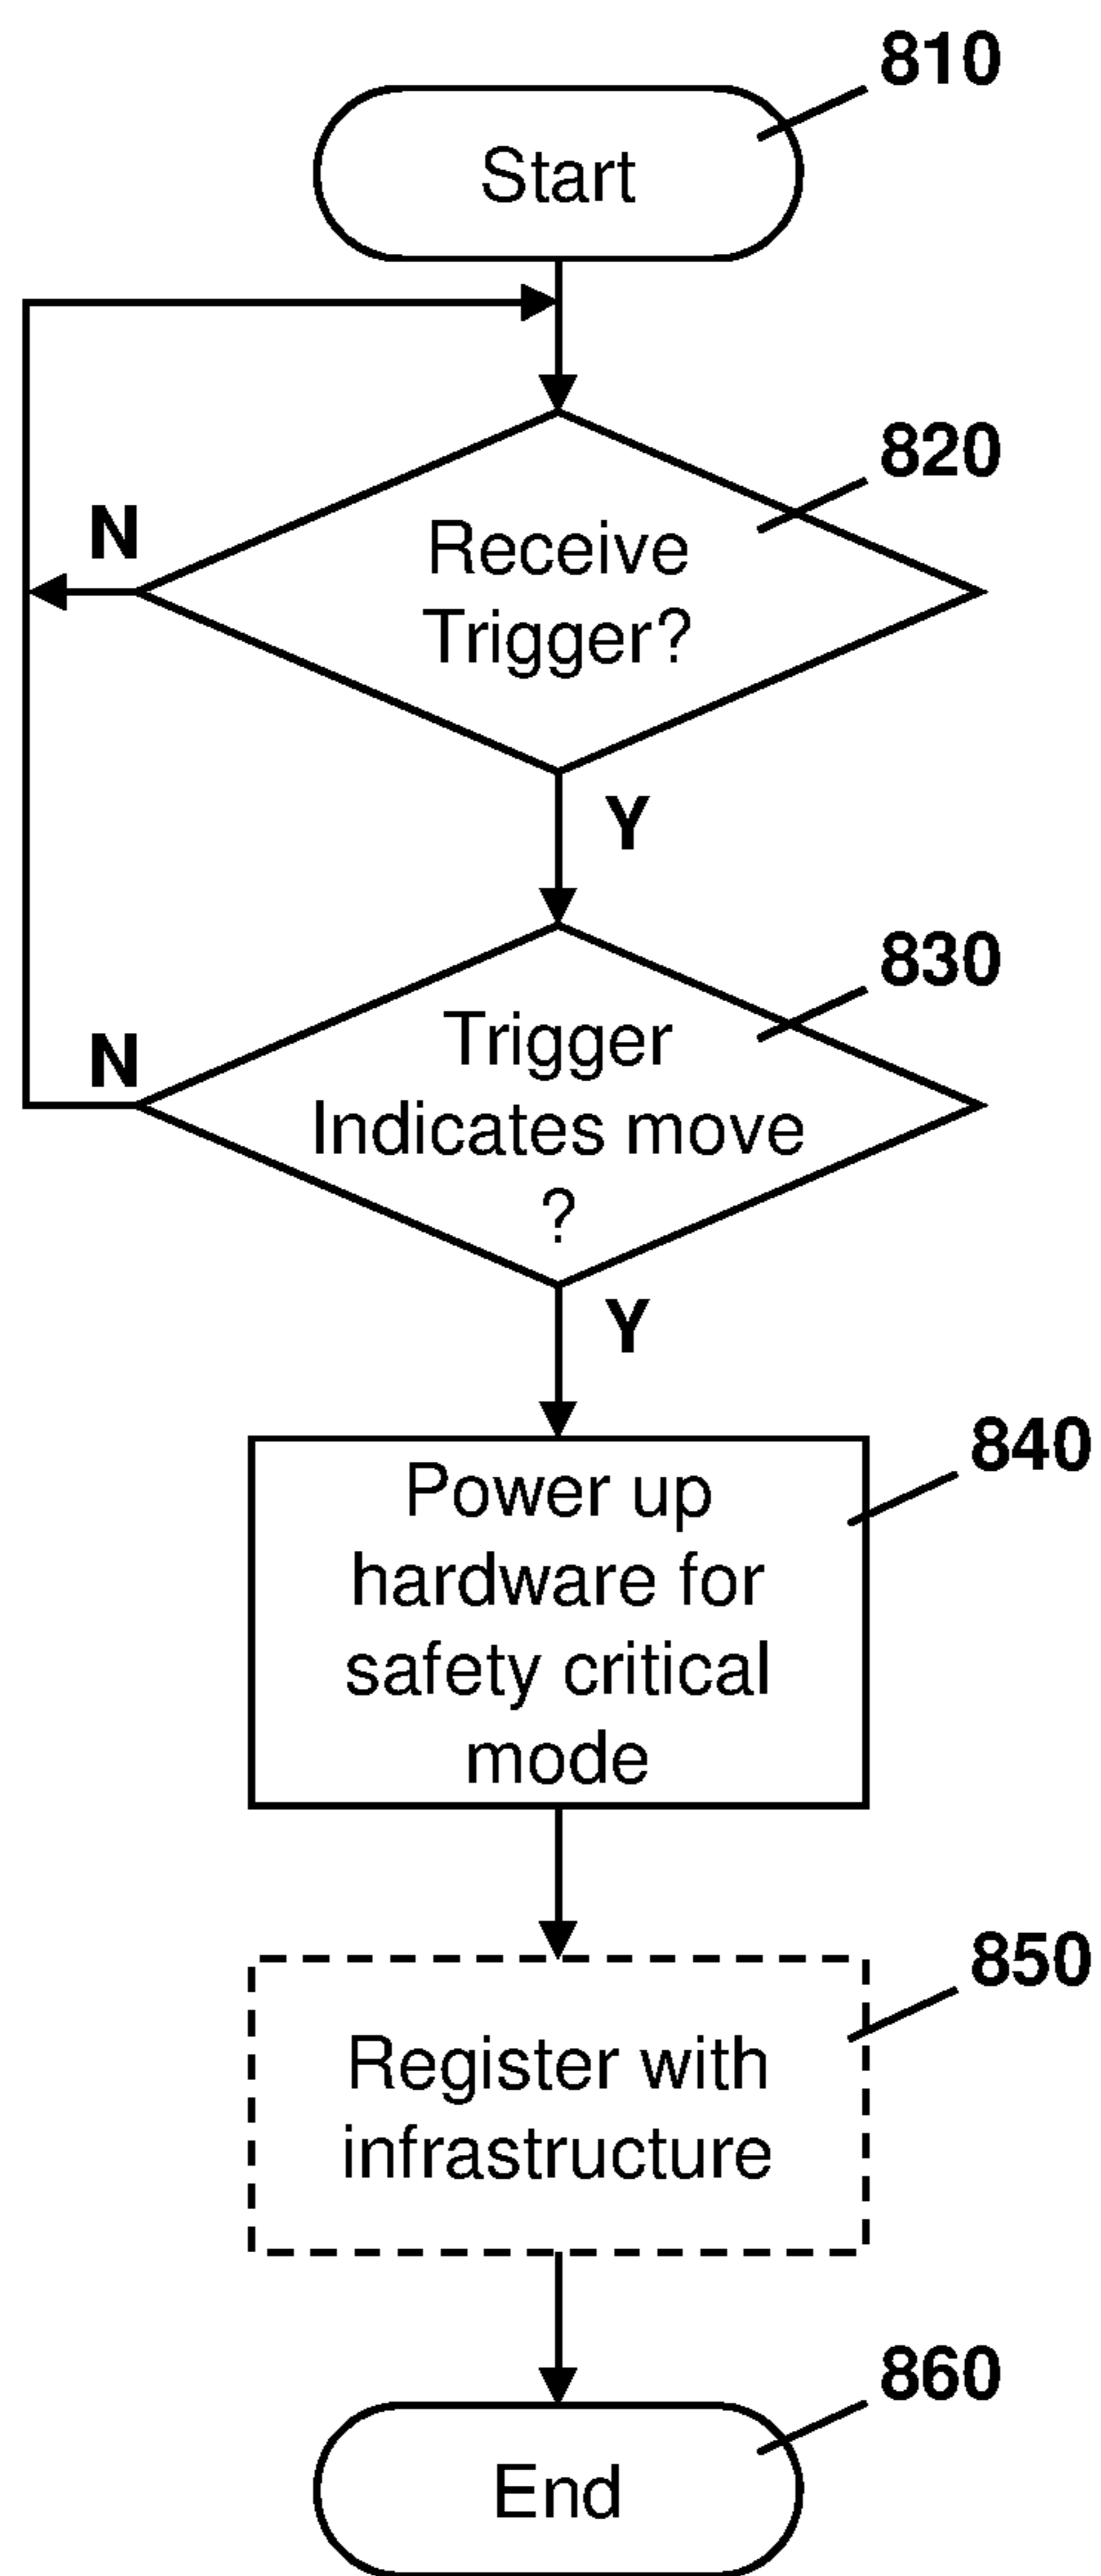 810
Start
820
N
Receive
Trigger?
Y
830
N
Trigger
Indicates move
?
Y
840
Power up
hardware for
safety critical
mode
850
Register with
infrastructure
860
End